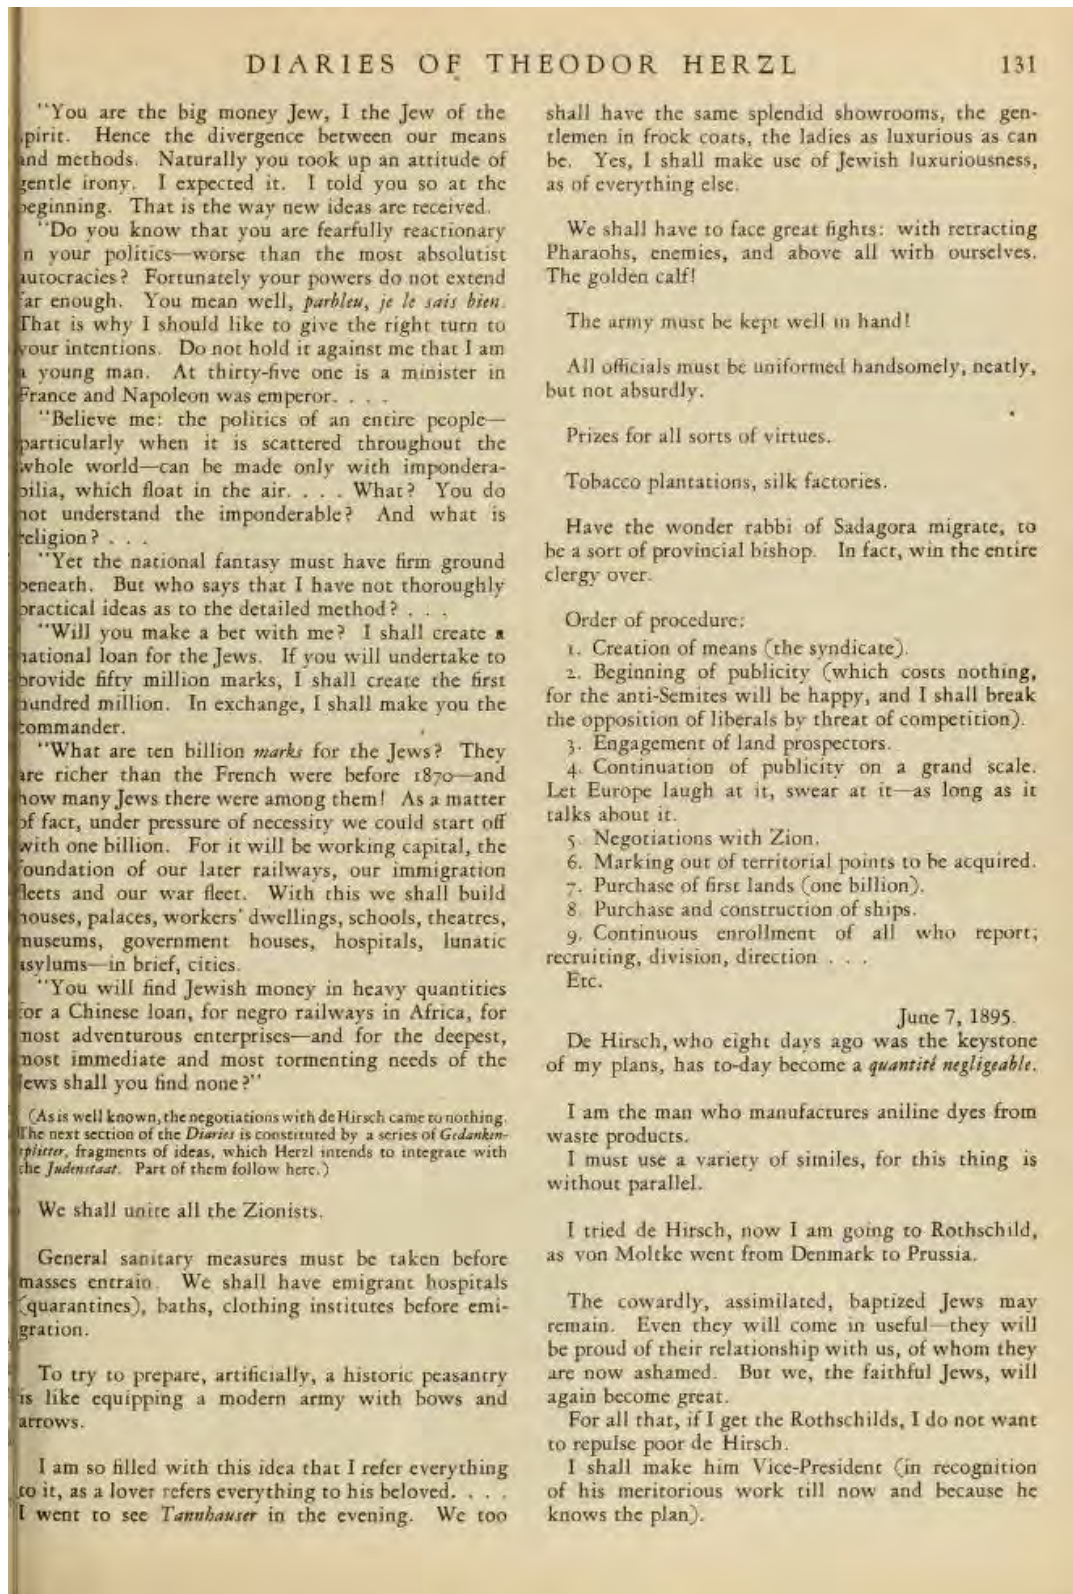 DIARIES OF THEODOR HERZL 131
"You are the big money Jew, I the Jew of the
spirit. Hence the divergence between our means
and methods. Naturally you took up an attitude of
gentle irony. I expected it. I told you so at the
beginning. That is the way new ideas are received.
"Do you know that you are fearfully reactionary
in your politics—worse than the most absolutist
autocracies? Fortunately your powers do not extend
far enough. You mean well, parbleu, je le sais bien.
That is why I should like to give the right turn to
your intentions. Do not hold it against me that I am
a young man. At thirty-five one is a minister in
France and Napoleon was emperor. . . .
"Believe me: the politics of an entire people—
particularly when it is scattered throughout the
whole world—can be made only with impondera-
bilia, which float in the air. . . . What? You do
not understand the imponderable? And what is
religion? . . .
"Yet the national fantasy must have firm ground
beneath. But who says that I have not thoroughly
practical ideas as to the detailed method? . . .
"Will you make a bet with me? I shall create a
national loan for the Jews. If you will undertake to
provide fifty million marks, I shall create the first
hundred million. In exchange, I shall make you the
commander.
"What are ten billion marks for the Jews? They
are richer than the French were before 1870—and
how many Jews there were among them! As a matter
of fact, under pressure of necessity we could start off
with one billion. For it will be working capital, the
foundation of our later railways, our immigration
fleets and our war fleet. With this we shall build
houses, palaces, workers' dwellings, schools, theatres,
museums, government houses, hospitals, lunatic
asylums—in brief, cities.
"You will find Jewish money in heavy quantities
for a Chinese loan, for negro railways in Africa, for
most adventurous enterprises—and for the deepest,
most immediate and most tormenting needs of the
Jews shall you find none?"
(As is well known, the negotiations with de Hirsch came to nothing.
The next section of the Diaries is constituted by a series of Gedanken-
splitter, fragments of ideas, which Herzl intends to integrate with
the Judenstaat. Part of them follow here.)
We shall unite all the Zionists.
General sanitary measures must be taken before
masses entrain. We shall have emigrant hospitals
(quarantines), baths, clothing institutes before emi-
gration.
To try to prepare, artificially, a historic peasantry
is like equipping a modern army with bows and
arrows.
I am so filled with this idea that I refer everything
to it, as a lover refers everything to his beloved. . . .
I went to see Tannhauser in the evening. We too
shall have the same splendid showrooms, the gen-
tlemen in frock coats, the ladies as luxurious as can
be. Yes, I shall make use of Jewish luxuriousness,
as of everything else.
We shall have to face great fights: with retracting
Pharaohs, enemies, and above all with ourselves.
The golden calf!
The army must be kept well in hand!
All officials must be uniformed handsomely, neatly,
but not absurdly.
Prizes for all sorts of virtues.
Tobacco plantations, silk factories.
Have the wonder rabbi of Sadagora migrate, to
be a sort of provincial bishop. In fact, win the entire
clergy over.
Order of procedure:
1. Creation of means (the syndicate).
2. Beginning of publicity (which costs nothing,
for the anti-Semites will be happy, and I shall break
the opposition of liberals by threat of competition).
3. Engagement of land prospectors.
4. Continuation of publicity on a grand scale.
Let Europe laugh at it, swear at it—as long as it
talks about it.
5. Negotiations with Zion.
6. Marking out of territorial points to be acquired.
7. Purchase of first lands (one billion).
8 Purchase and construction of ships.
9. Continuous enrollment of all who report;
recruiting, division, direction . . .
Etc.
June 7, 1895.
De Hirsch, who eight days ago was the keystone
of my plans, has to-day become a quantité negligeable.
I am the man who manufactures aniline dyes from
waste products.
I must use a variety of similes, for this thing is
without parallel.
I tried de Hirsch, now I am going to Rothschild,
as von Moltke went from Denmark to Prussia.
The cowardly, assimilated, baptized Jews may
remain. Even they will come in useful—they will
be proud of their relationship with us, of whom they
are now ashamed. But we, the faithful Jews, will
again become great.
For all that, if I get the Rothschilds, I do not want
to repulse poor de Hirsch.
I shall make him Vice-President (in recognition
of his meritorious work till now and because he
knows the plan).